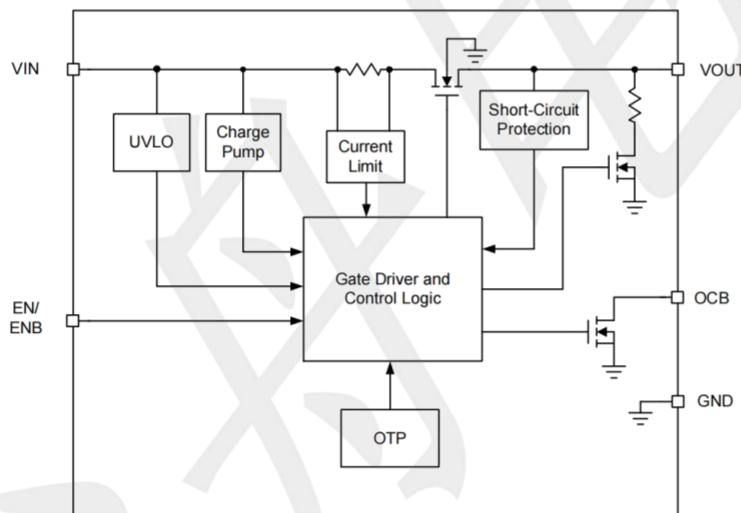 VIN
VOUT
UVLO
Charge
Pump
Current
Limit
Short-Circuit
Protection
Gate Driver and
Control Logic
EN/
ENB
OCB
GND
OTP